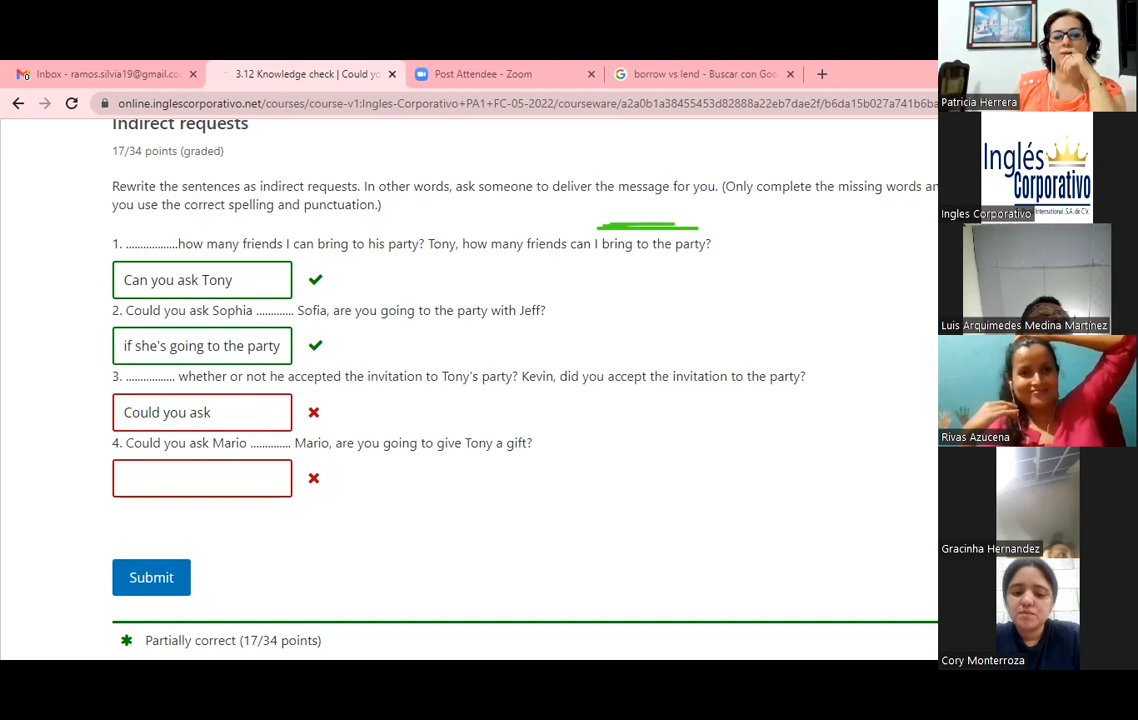 Inbox - ramos.silvia19@gmail.co
3.12 Knowledge check | Could yo
Post Attendee - Zoom
borrow vs lend - Buscar con Goo
online.inglescorporativo.net/courses/course-v1:Ingles-Corporativo+PA1+FC-05-2022/courseware/a2a0b1a38455453d82888a22eb7dae2f/b6da15b027a741b6ba
Indirect requests
17/34 points (graded)
Rewrite the sentences as indirect requests. In other words, ask someone to deliver the message for you. (Only complete the missing words an
you use the correct spelling and punctuation.)
1. .................how many friends I can bring to his party? Tony, how many friends can I bring to the party?
Can you ask Tony
2. Could you ask Sophia ............ Sofia, are you going to the party with Jeff?
if she's going to the party
3. ................ whether or not he accepted the invitation to Tony's party? Kevin, did you accept the invitation to the party?
Could you ask
4. Could you ask Mario ............. Mario, are you going to give Tony a gift?
Submit
Partially correct (17/34 points)
Patricia Herrera
Inglés
Corporativo
International, S.A. de C.V.
Ingles Corporativo
Luis Arquimedes Medina Martínez
Rivas Azucena
Gracinha Hernandez
Cory Monterroza